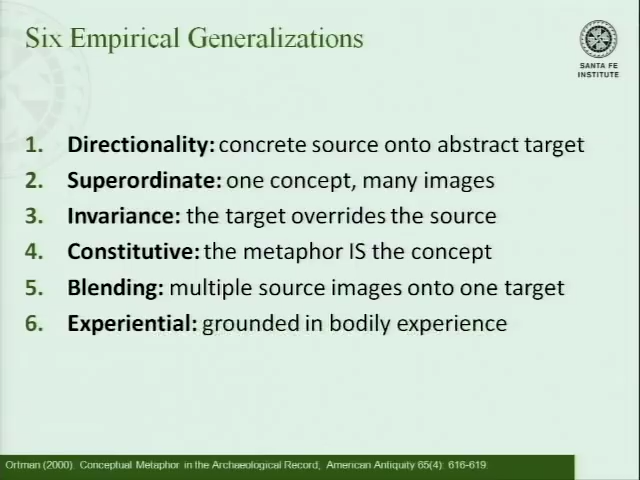 Six Empirical Generalizations
SANTA FE
INSTITUTE
1. Directionality: concrete source onto abstract target
2. Superordinate: one concept, many images
3. Invariance: the target overrides the source
4. Constitutive: the metaphor IS the concept
5. Blending: multiple source images onto one target
6. Experiential: grounded in bodily experience
Ortman (2000). Conceptual Metaphor in the Archaeological Record, American Antiquity 65(4): 616-619